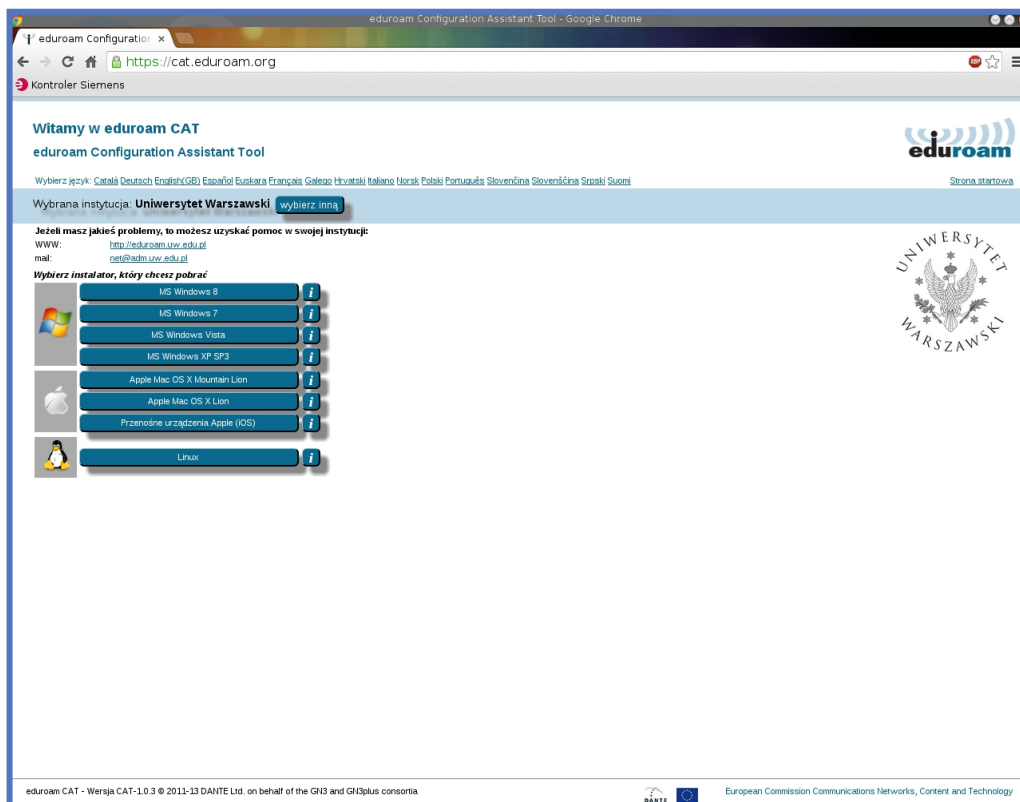 eduroam Configuration Assistant Tool - Google Chrome
eduroam Configuration
https://cat.eduroam.org
ABP
Kontroler Siemens
Witamy w eduroam CAT
eduroam Configuration Assistant Tool
eduroam
Wybierz język: Català Deutsch English(GB) Español Euskara Français Galego Hrvatski Italiano Norsk Polski Português Slovenčina Slovenščina Srpski Suomi
Strona startowa
Wybrana instytucja: Uniwersytet Warszawski wybierz inną
Jeżeli masz jakieś problemy, to możesz uzyskać pomoc w swojej instytucji:
WWW: http://eduroam.uw.edu.pl
mail: net@adm.uw.edu.pl
Wybierz instalator, który chcesz pobrać
MS Windows 8 i
MS Windows 7 i
MS Windows Vista i
MS Windows XP SP3 i
Apple Mac OS X Mountain Lion i
Apple Mac OS X Lion i
Przenośne urządzenia Apple (iOS) i
Linux i
UNIWERSYTET
WARSZAWSKI
eduroam CAT - Wersja CAT-1.0.3 © 2011-13 DANTE Ltd. on behalf of the GN3 and GN3plus consortia
DANTE
European Commission Communications Networks, Content and Technology